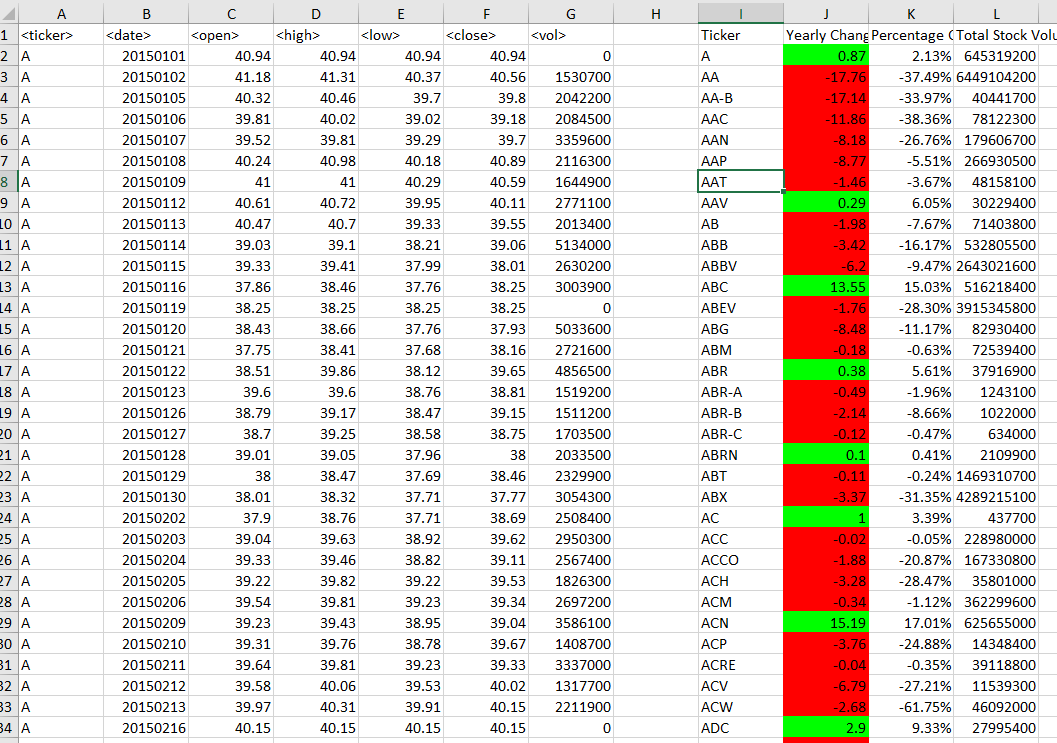 A B C D E F G H I J K L
1 <ticker> <date> <open> <high> <low> <close> <vol> Ticker Yearly Chang Percentage Total Stock Volu
2 A 20150101 40.94 40.94 40.94 40.94 0 A 0.87 2.13% 645319200
3 A 20150102 41.18 41.31 40.37 40.56 1530700 AA -17.76 -37.49% 6449104200
4 A 20150105 40.32 40.46 39.7 39.8 2042200 AA-B -17.14 -33.97% 40441700
5 A 20150106 39.81 40.02 39.02 39.18 2084500 AAC -11.86 -38.36% 78122300
6 A 20150107 39.52 39.81 39.29 39.7 3359600 AAN -8.18 -26.76% 179606700
7 A 20150108 40.24 40.98 40.18 40.89 2116300 AAP -8.77 -5.51% 266930500
8 A 20150109 41 41 40.29 40.59 1644900 AAT -1.46 -3.67% 48158100
9 A 20150112 40.61 40.72 39.95 40.11 2771100 AAV 0.29 6.05% 30229400
10 A 20150113 40.47 40.7 39.33 39.55 2013400 AB -1.98 -7.67% 71403800
11 A 20150114 39.03 39.1 38.21 39.06 5134000 ABB -3.42 -16.17% 532805500
12 A 20150115 39.33 39.41 37.99 38.01 2630200 ABBV -6.2 -9.47% 2643021600
13 A 20150116 37.86 38.46 37.76 38.25 3003900 ABC 13.55 15.03% 516218400
14 A 20150119 38.25 38.25 38.25 38.25 0 ABEV -1.76 -28.30% 3915345800
15 A 20150120 38.43 38.66 37.76 37.93 5033600 ABG -8.48 -11.17% 82930400
16 A 20150121 37.75 38.41 37.68 38.16 2721600 ABM -0.18 -0.63% 72539400
17 A 20150122 38.51 39.86 38.12 39.65 4856500 ABR 0.38 5.61% 37916900
18 A 20150123 39.6 39.6 38.76 38.81 1519200 ABR-A -0.49 -1.96% 1243100
19 A 20150126 38.79 39.17 38.47 39.15 1511200 ABR-B -2.14 -8.66% 1022000
20 A 20150127 38.7 39.25 38.58 38.75 1703500 ABR-C -0.12 -0.47% 634000
21 A 20150128 39.01 39.05 37.96 38 2033500 ABRN 0.1 0.41% 2109900
22 A 20150129 38 38.47 37.69 38.46 2329900 ABT -0.11 -0.24% 1469310700
23 A 20150130 38.01 38.32 37.71 37.77 3054300 ABX -3.37 -31.35% 4289215100
24 A 20150202 37.9 38.76 37.71 38.69 2508400 AC 1 3.39% 437700
25 A 20150203 39.04 39.63 38.92 39.62 2950300 ACC -0.02 -0.05% 228980000
26 A 20150204 39.33 39.46 38.82 39.11 2567400 ACCO -1.88 -20.87% 167330800
27 A 20150205 39.22 39.82 39.22 39.53 1826300 ACH -3.28 -28.47% 35801000
28 A 20150206 39.54 39.81 39.23 39.34 2697200 ACM -0.34 -1.12% 362299600
29 A 20150209 39.23 39.43 38.95 39.04 3586100 ACN 15.19 17.01% 625655000
30 A 20150210 39.31 39.76 38.78 39.67 1408700 ACP -3.76 -24.88% 14348400
31 A 20150211 39.64 39.81 39.23 39.33 3337000 ACRE -0.04 -0.35% 39118800
32 A 20150212 39.58 40.06 39.53 40.02 1317700 ACV -6.79 -27.21% 11539300
33 A 20150213 39.97 40.31 39.91 40.15 2211900 ACW -2.68 -61.75% 46092000
34 A 20150216 40.15 40.15 40.15 40.15 0 ADC 2.9 9.33% 27995400